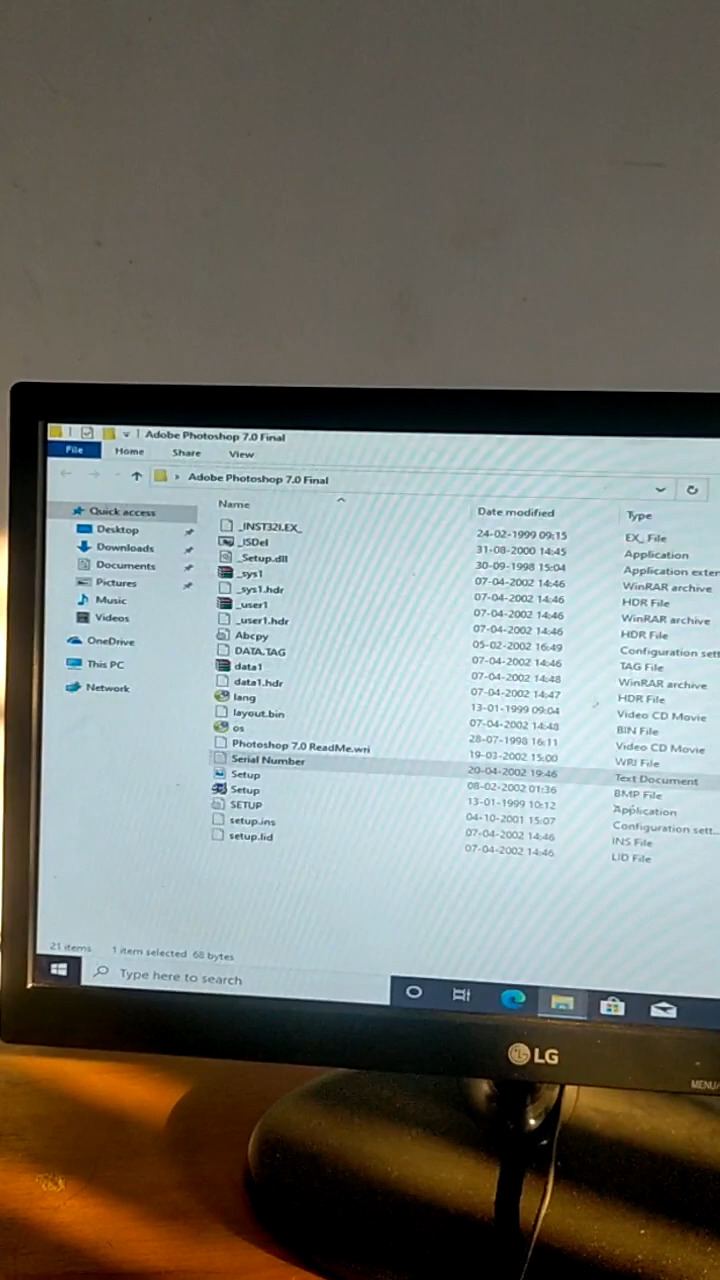 Adobe Photoshop 7.0 Final
File Home Share View
Adobe Photoshop 7.0 Final
Name Date modified Type
Quick access
Desktop
Downloads
Documents
Pictures
Music
Videos
OneDrive
This PC
Network
_INST32I.EX_ 24-02-1999 09:15 EX_ File
_ISDel 31-08-2000 14:45 Application
_Setup.dll 30-09-1998 15:04 Application exten
_sys1 07-04-2002 14:46 WinRAR archive
_sys1.hdr 07-04-2002 14:46 HDR File
_user1 07-04-2002 14:46 WinRAR archive
_user1.hdr 07-04-2002 14:46 HDR File
Abcpy 05-02-2002 16:49 Configuration sett
DATA.TAG 07-04-2002 14:46 TAG File
data1 07-04-2002 14:48 WinRAR archive
data1.hdr 07-04-2002 14:47 HDR File
lang 13-01-1999 09:04 Video CD Movie
layout.bin 07-04-2002 14:48 BIN File
os 28-07-1998 16:11 Video CD Movie
Photoshop 7.0 ReadMe.wri 19-03-2002 15:00 WRI File
Serial Number 20-04-2002 19:46 Text Document
Setup 08-02-2002 01:36 BMP File
Setup 13-01-1999 10:12 Application
SETUP 04-10-2001 15:07 Configuration sett...
setup.ins 07-04-2002 14:46 INS File
setup.lid 07-04-2002 14:46 LID File
21 items 1 item selected 68 bytes
Type here to search
LG
MENU/